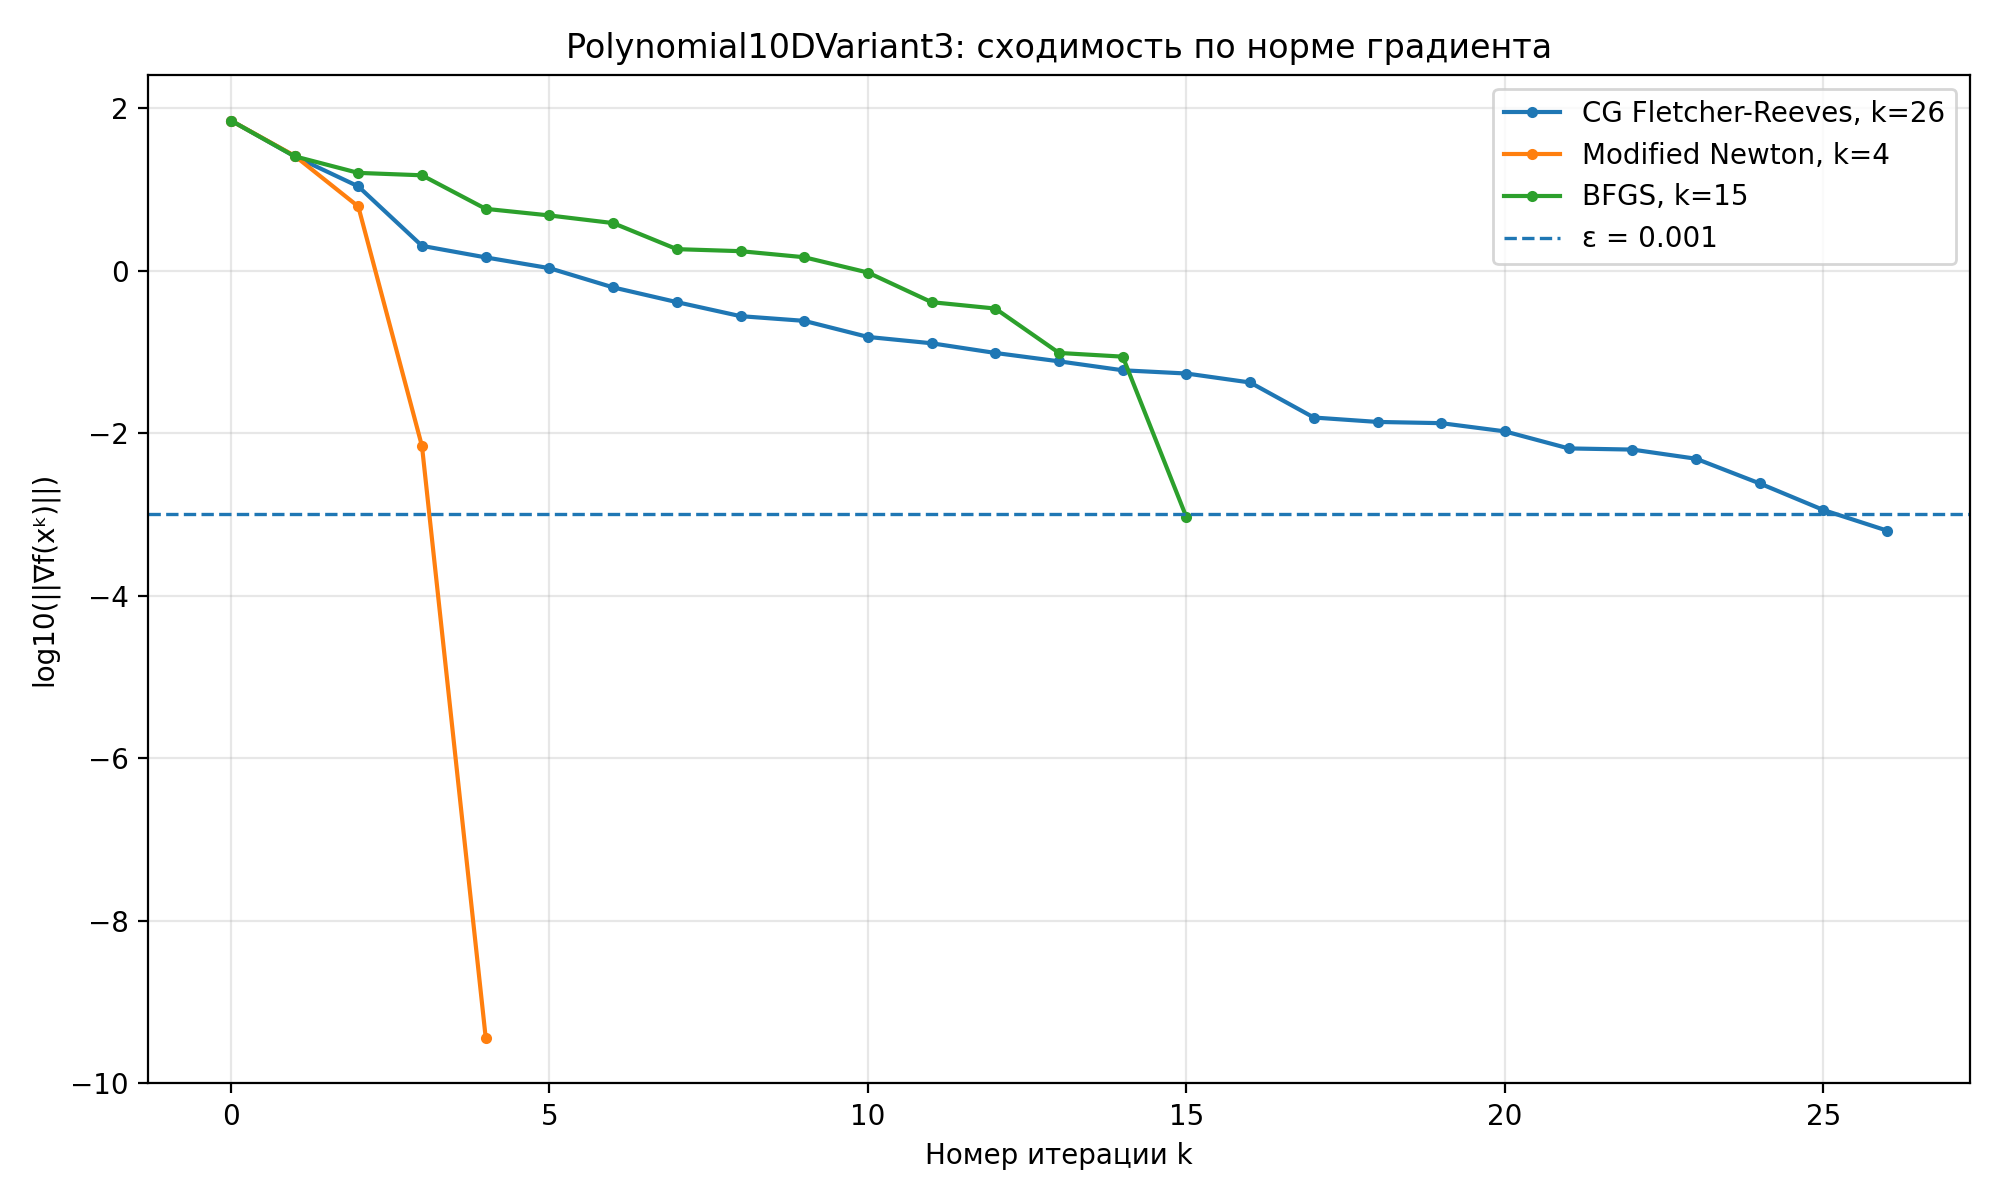 Polynomial10DVariant3: сходимость по норме градиента
CG Fletcher-Reeves, k=26
Modified Newton, k=4
BFGS, k=15
ε = 0.001
log10(||∇f(xᵏ)||)
2
0
−2
−4
−6
−8
−10
0 5 10 15 20 25
Номер итерации k